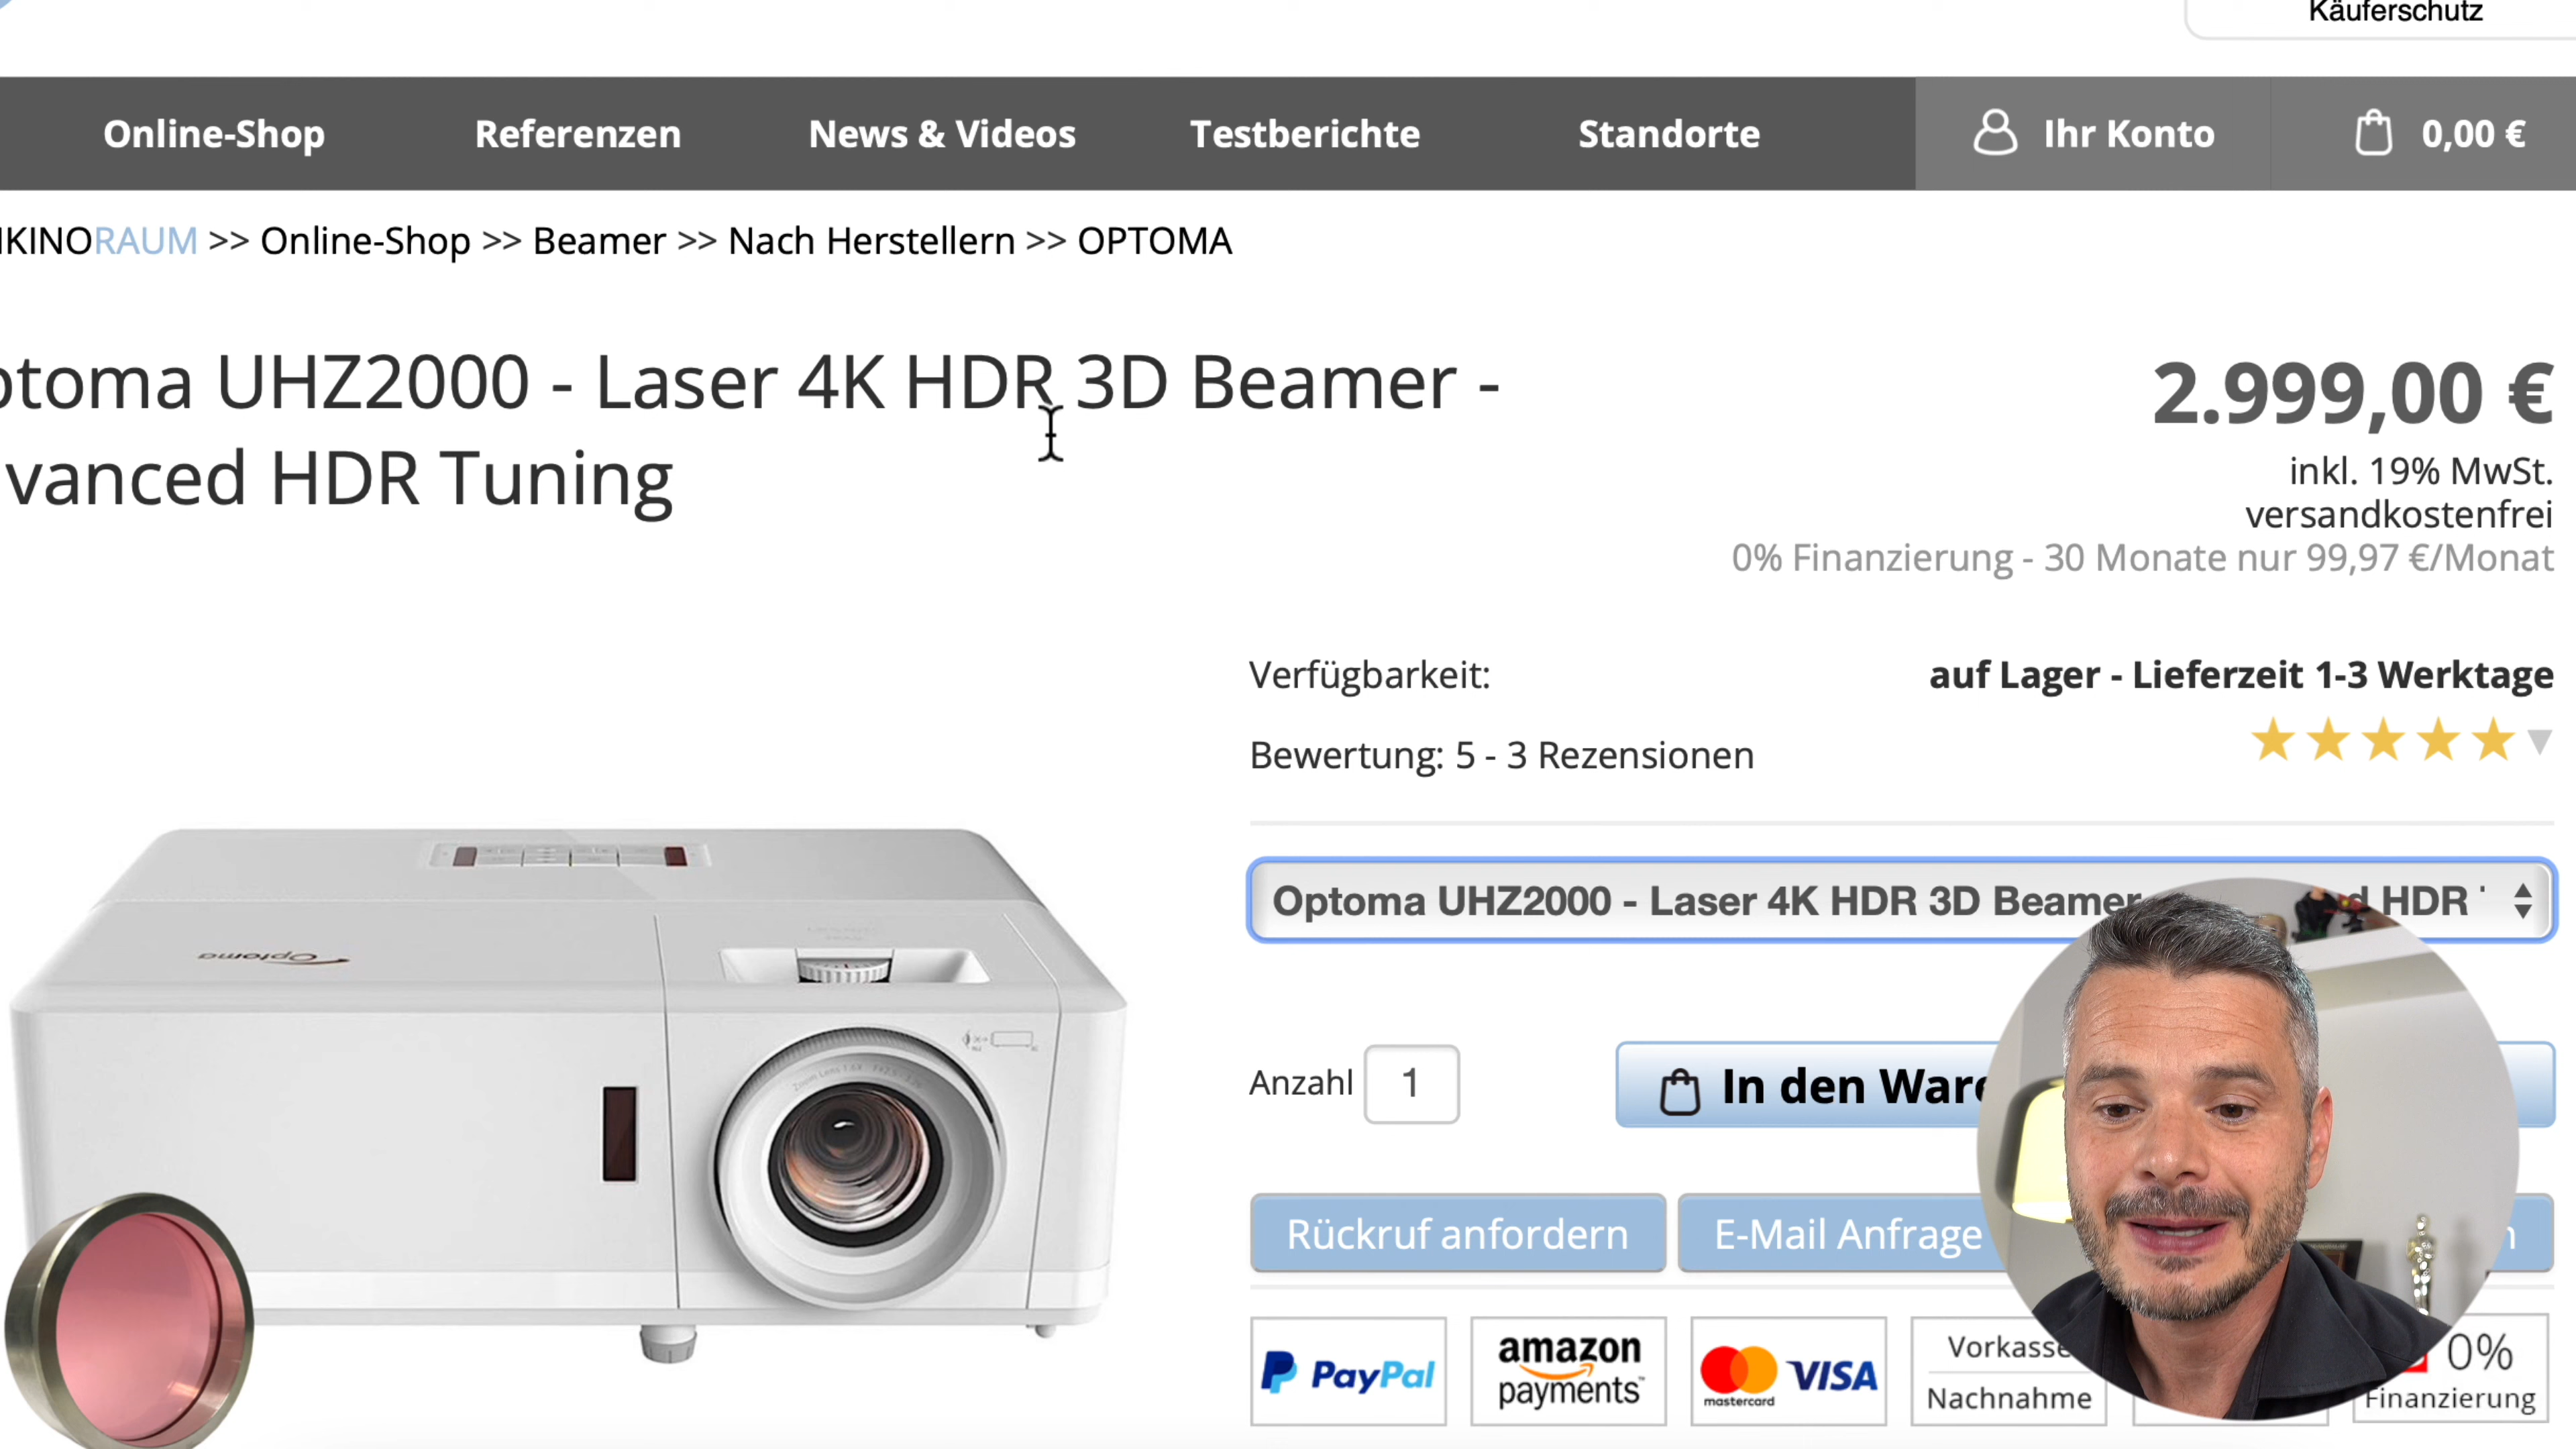 Käuferschutz
Online-Shop Referenzen News & Videos Testberichte Standorte Ihr Konto 0,00 €
KINORAUM >> Online-Shop >> Beamer >> Nach Herstellern >> OPTOMA
ptoma UHZ2000 - Laser 4K HDR 3D Beamer -
vanced HDR Tuning
2.999,00 €
inkl. 19% MwSt.
versandkostenfrei
0% Finanzierung - 30 Monate nur 99,97 €/Monat
Verfügbarkeit: auf Lager - Lieferzeit 1-3 Werktage
Bewertung: 5 - 3 Rezensionen
Optoma UHZ2000 - Laser 4K HDR 3D Beamer d HDR
Optoma
Zoom Lens 1.6X
Anzahl 1 In den Ware
Rückruf anfordern E-Mail Anfrage n
PayPal
amazon
payments
mastercard
VISA
Vorkasse
Nachnahme
0%
Finanzierung